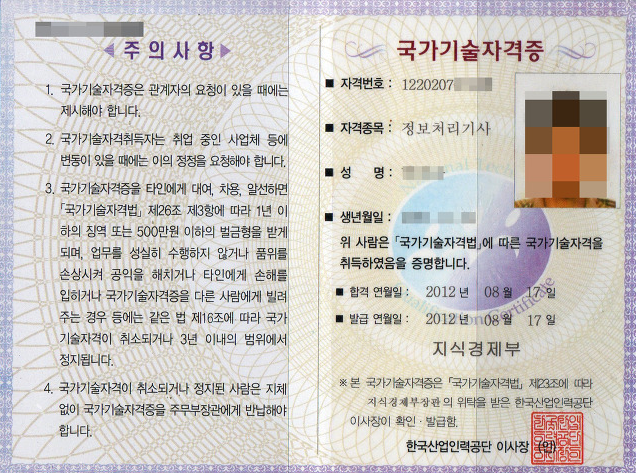 주의사항
1. 국가기술자격증은 관계자의 요청이 있을 때에는
제시해야 합니다.
2. 국가기술자격취득자는 취업 중인 사업체 등에
변동이 있을 때에는 이의 정정을 요청해야 합니다.
3. 국가기술자격증을 타인에게 대여, 차용, 알선하면
「국가기술자격법」 제26조 제3항에 따라 1년 이
하의 징역 또는 500만원 이하의 벌금형을 받게
되며, 업무를 성실히 수행하지 않거나 품위를
손상시켜 공익을 해치거나 타인에게 손해를
입히거나 국가기술자격증을 다른 사람에게 빌려
주는 경우 등에는 같은 법 제16조에 따라 국가
기술자격이 취소되거나 3년 이내의 범위에서
정지됩니다.
4. 국가기술자격이 취소되거나 정지된 사람은 지체
없이 국가기술자격증을 주무부장관에게 반납해야
합니다.
국가기술자격증
■ 자격번호 : 1220207
■ 자격종목 : 정보처리기사
■ 성 명 :
■ 생년월일 :
위 사람은 「국가기술자격법」에 따른 국가기술자격을
취득하였음을 증명합니다.
■ 합격 연월일 : 2012 년 08 월 17 일
■ 발급 연월일 : 2012 년 08 월 17 일
지식경제부
※ 본 국가기술자격증은 「국가기술자격법」 제23조에 따라
지식경제부장관의 위탁을 받은 한국산업인력공단
이사장이 확인·발급함.
한국산업인력공단 이사장 (인)